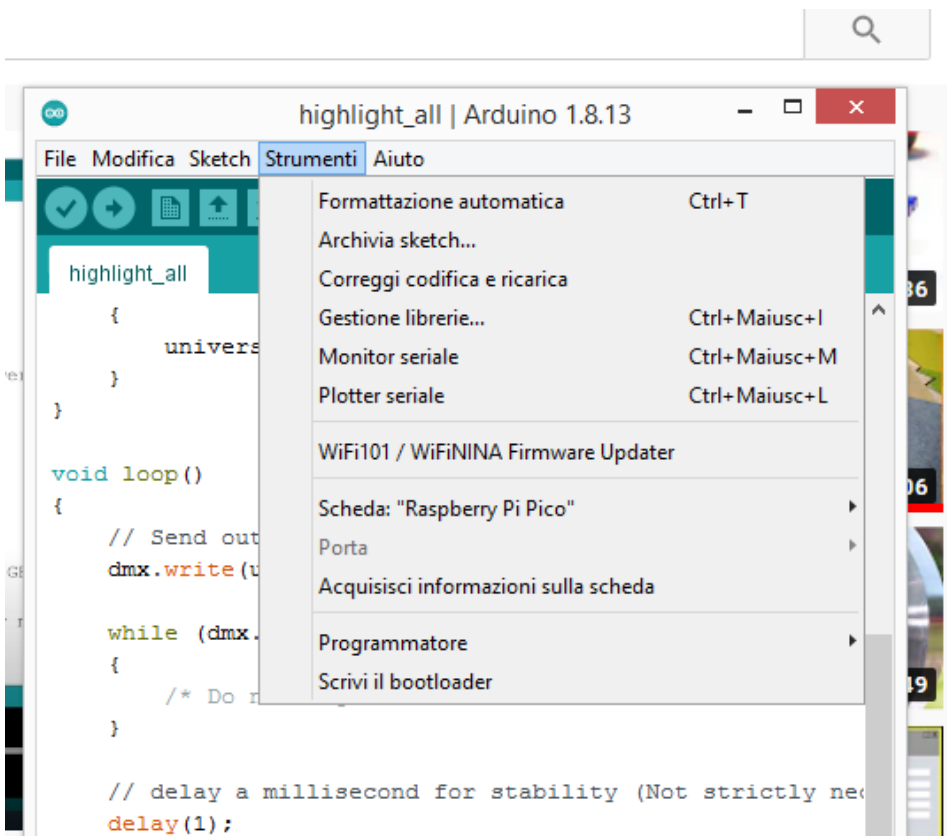 highlight_all | Arduino 1.8.13
File Modifica Sketch Strumenti Aiuto
highlight_all
Formattazione automatica Ctrl+T
Archivia sketch...
Correggi codifica e ricarica
Gestione librerie... Ctrl+Maiusc+I
Monitor seriale Ctrl+Maiusc+M
Plotter seriale Ctrl+Maiusc+L
WiFi101 / WiFiNINA Firmware Updater
Scheda: "Raspberry Pi Pico"
Porta
Acquisisci informazioni sulla scheda
Programmatore
Scrivi il bootloader
{
univers
}
}
void loop()
{
// Send out
dmx.write(u
while (dmx.
{
/* Do
}
// delay a millisecond for stability (Not strictly
delay(1);
36
06
19